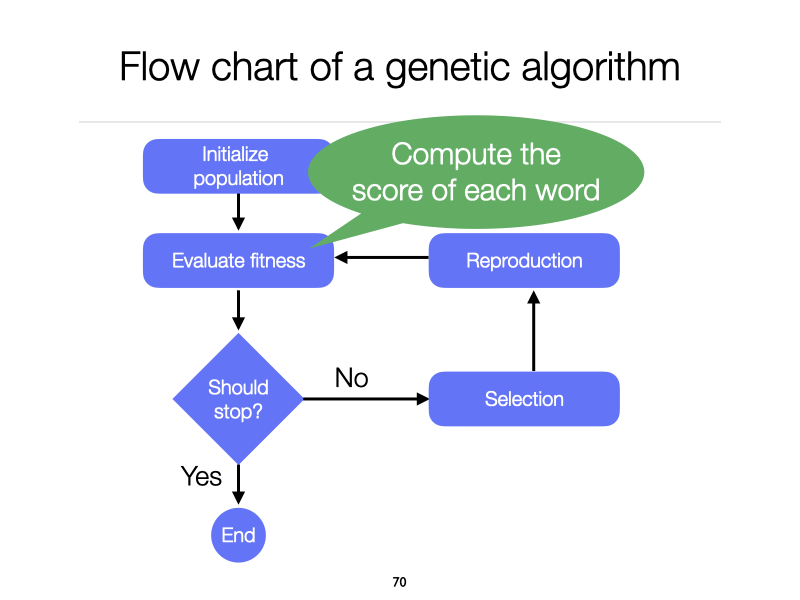 Flow chart of a genetic algorithm
Initialize
population
Compute the
score of each word
Evaluate fitness
Reproduction
Should
stop?
No
Selection
Yes
End
70